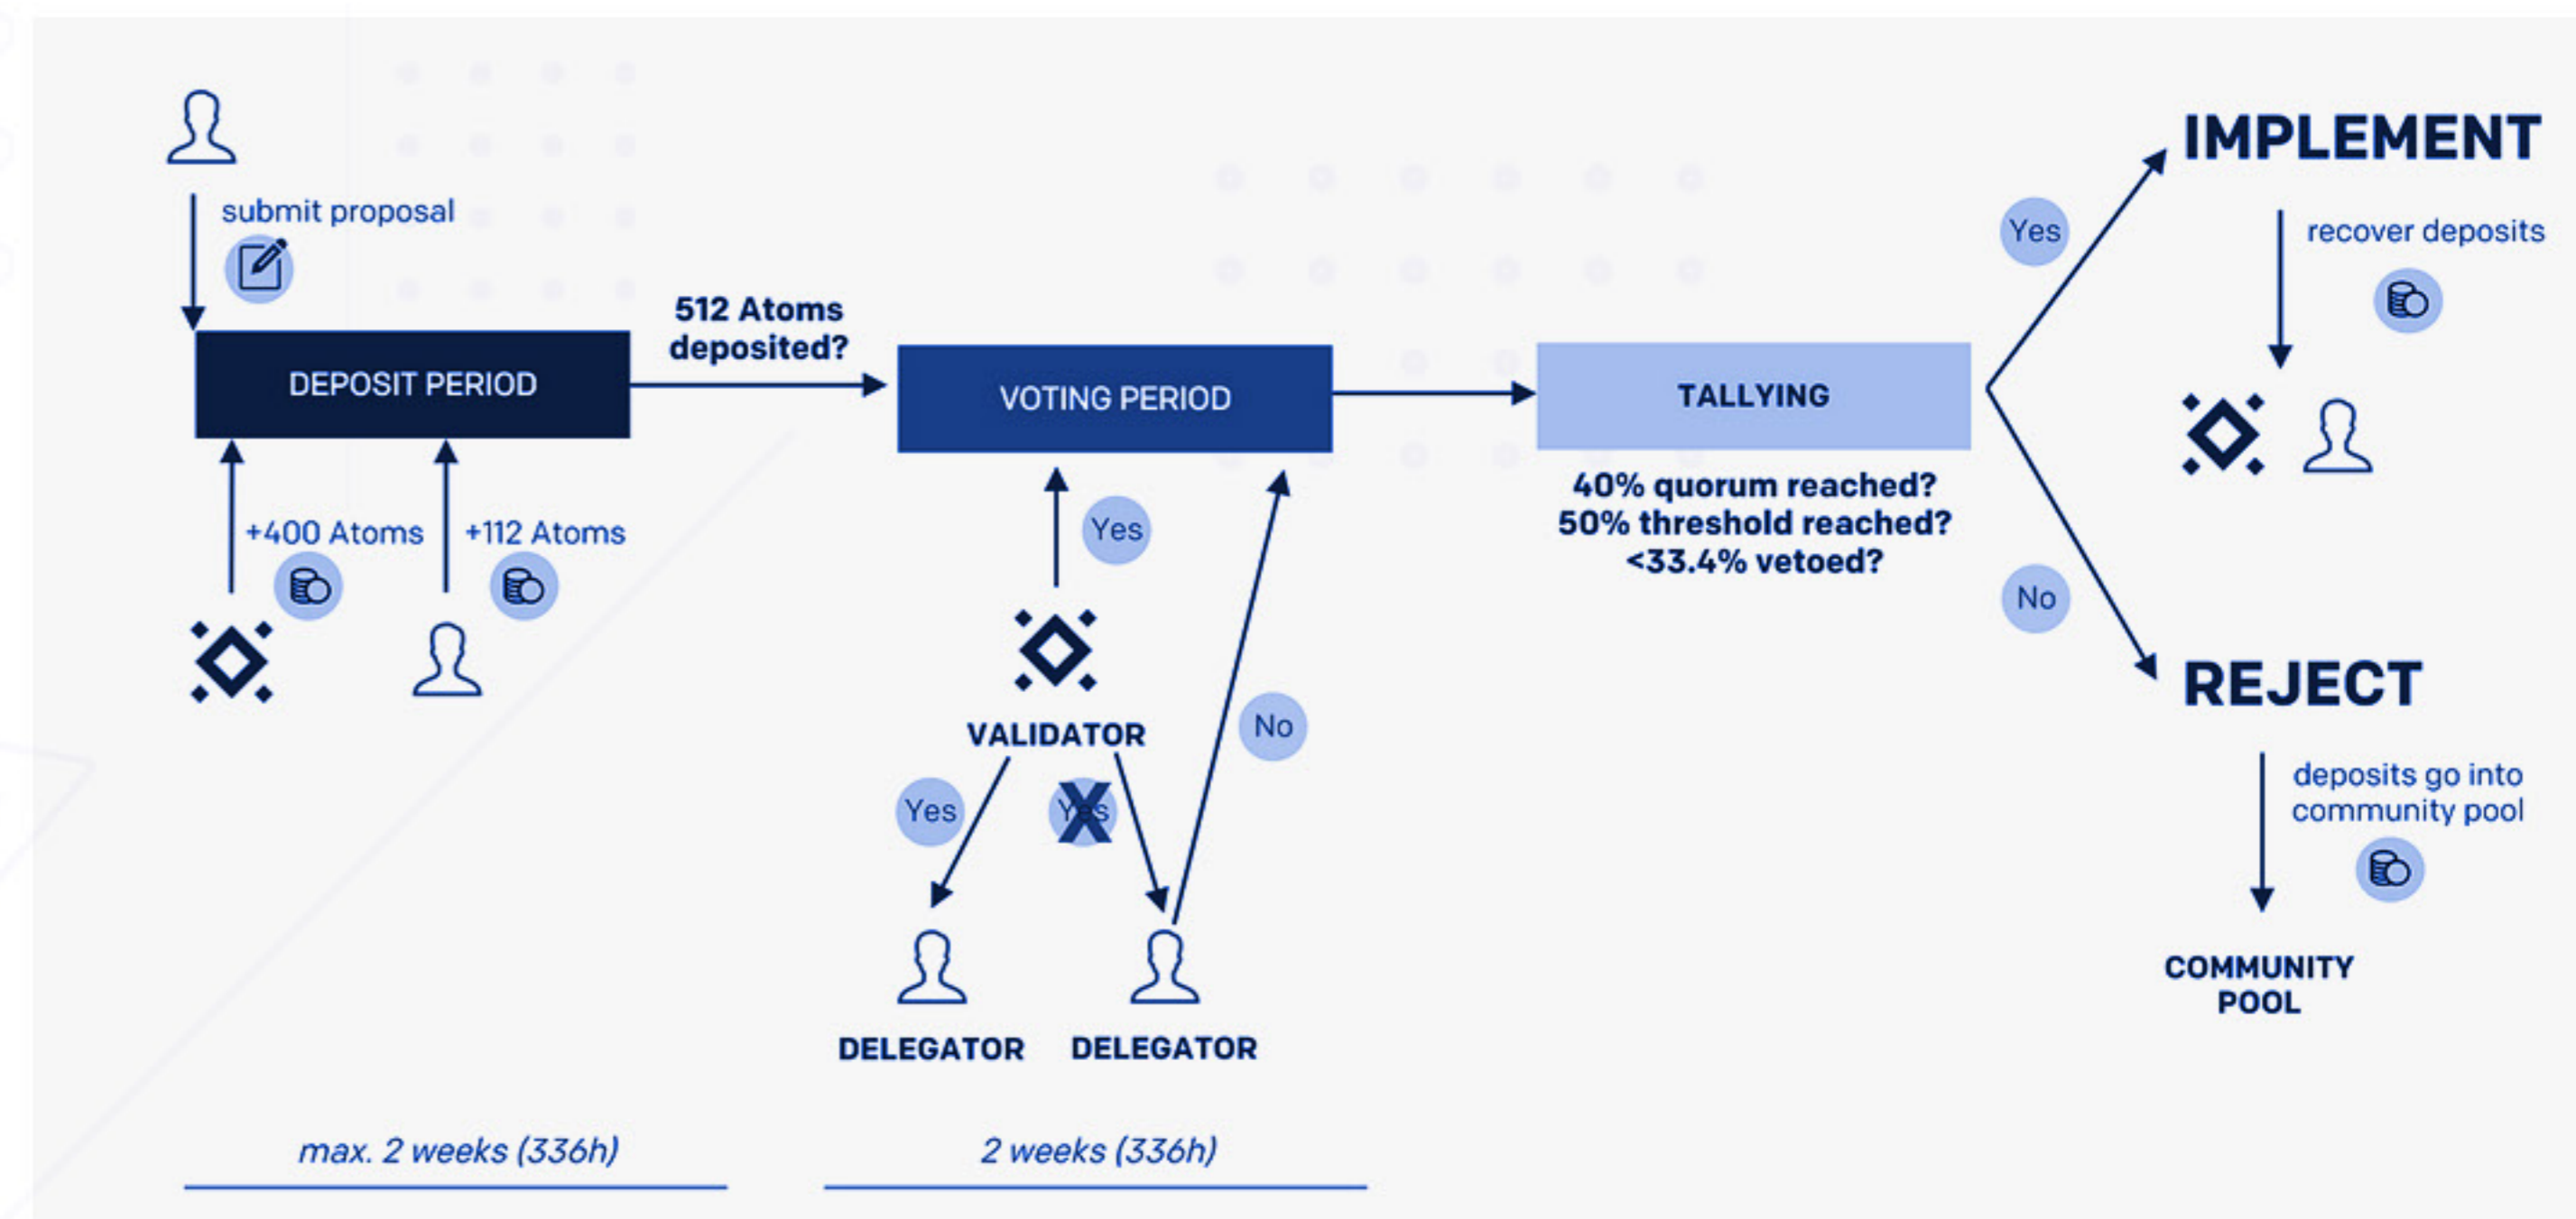 submit proposal
DEPOSIT PERIOD
+400 Atoms
+112 Atoms
max. 2 weeks (336h)
512 Atoms
deposited?
VOTING PERIOD
Yes
VALIDATOR
Yes
Yes
X
No
DELEGATOR
DELEGATOR
2 weeks (336h)
TALLYING
40% quorum reached?
50% threshold reached?
<33.4% vetoed?
Yes
IMPLEMENT
recover deposits
No
REJECT
deposits go into
community pool
COMMUNITY
POOL